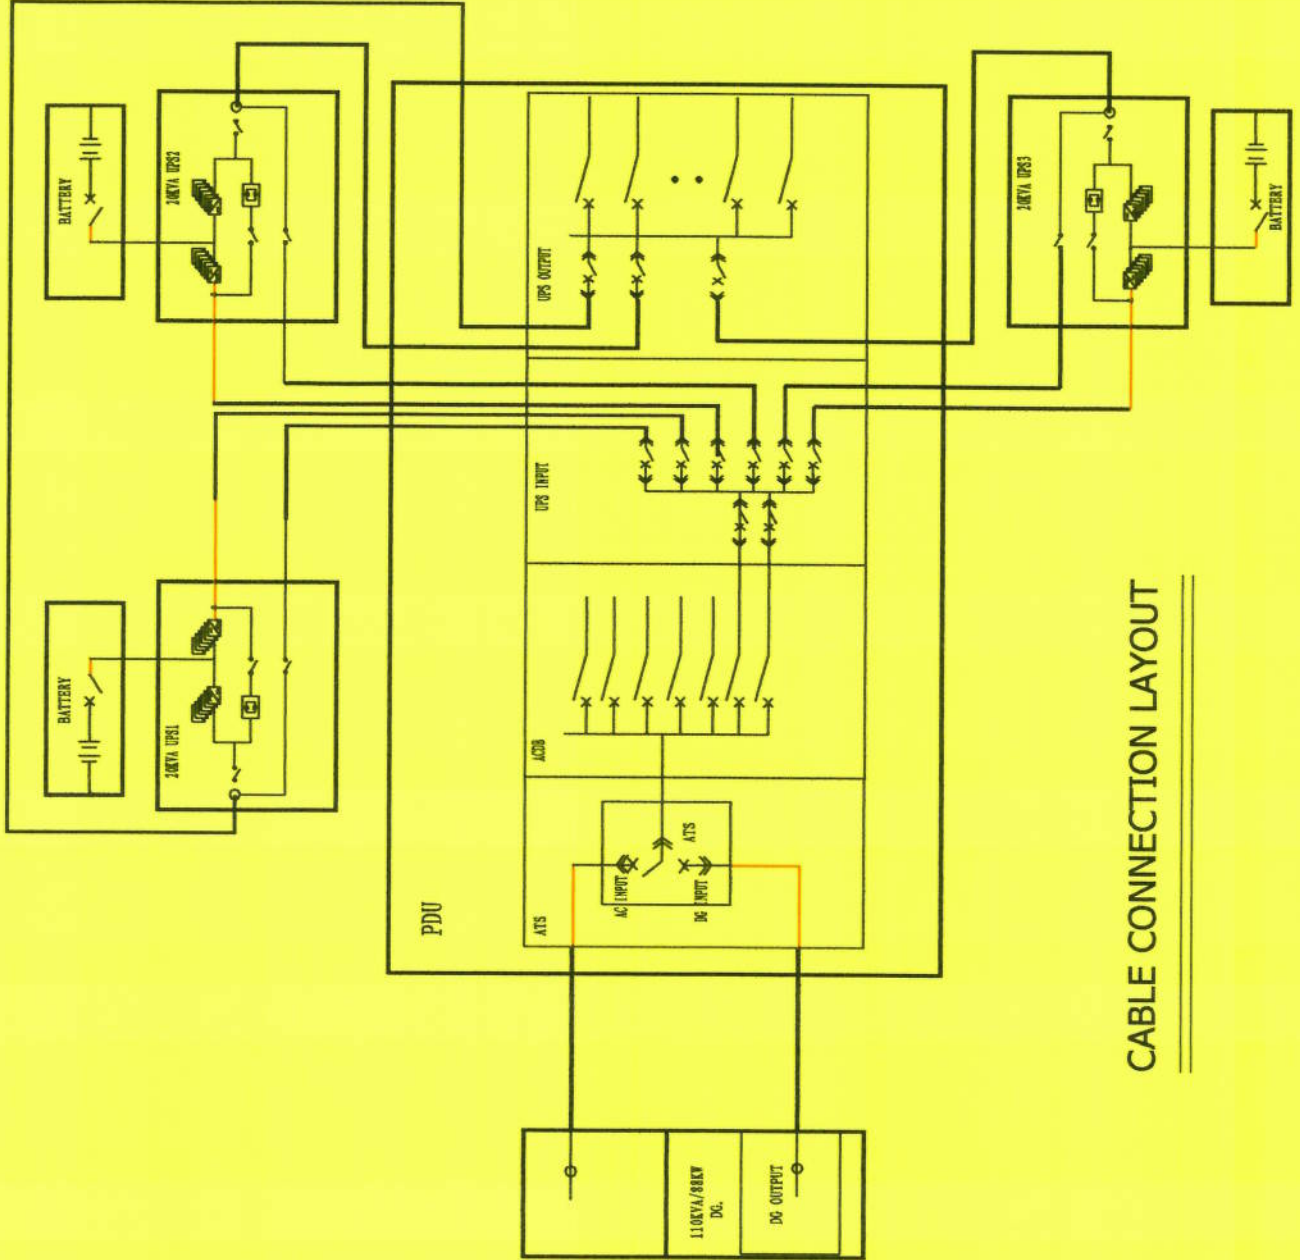 BATTERY
BATTERY
20KVA UPS1
20KVA UPS2
PDU
ATS
ACDB
UPS INPUT
UPS OUTPUT
AC INPUT
ATS
110KVA/88KW
DG.
DG INPUT
DG OUTPUT
20KVA UPS3
CABLE CONNECTION LAYOUT
BATTERY